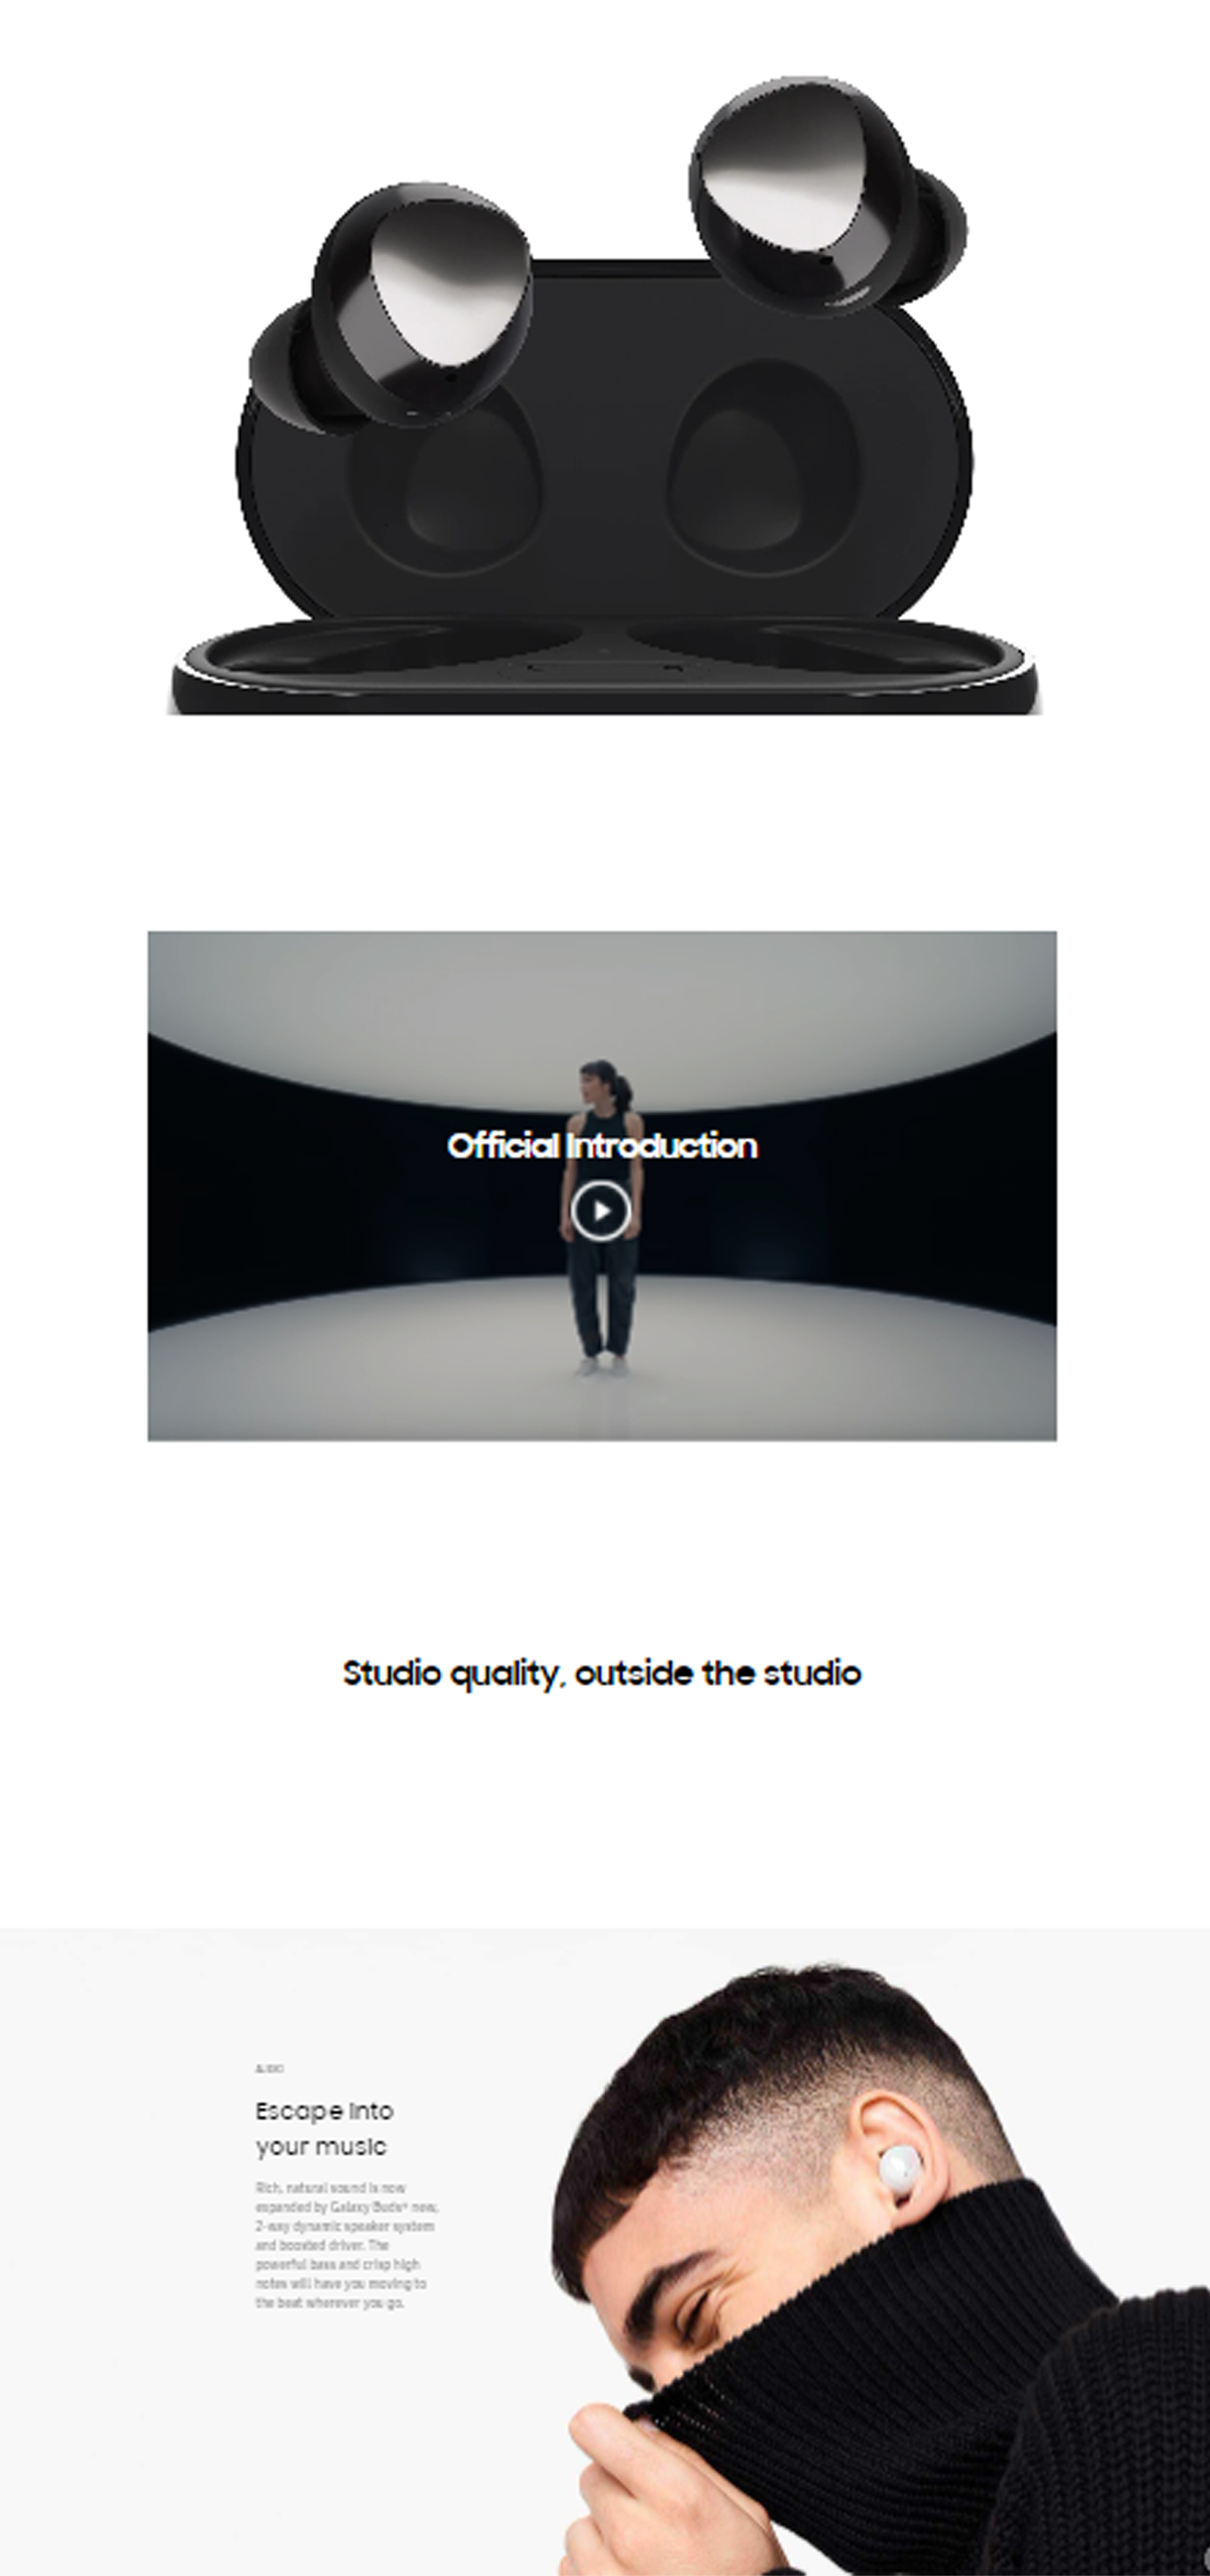 Official Introduction
Studio quality, outside the studio
Escape into
your music
Rich, natural sound is now
expanded by Galaxy Buds+ new,
2-way dynamic speaker system
and boosted driver. The
powerful bass and crisp high
notes will have you moving to
the beat wherever you go.